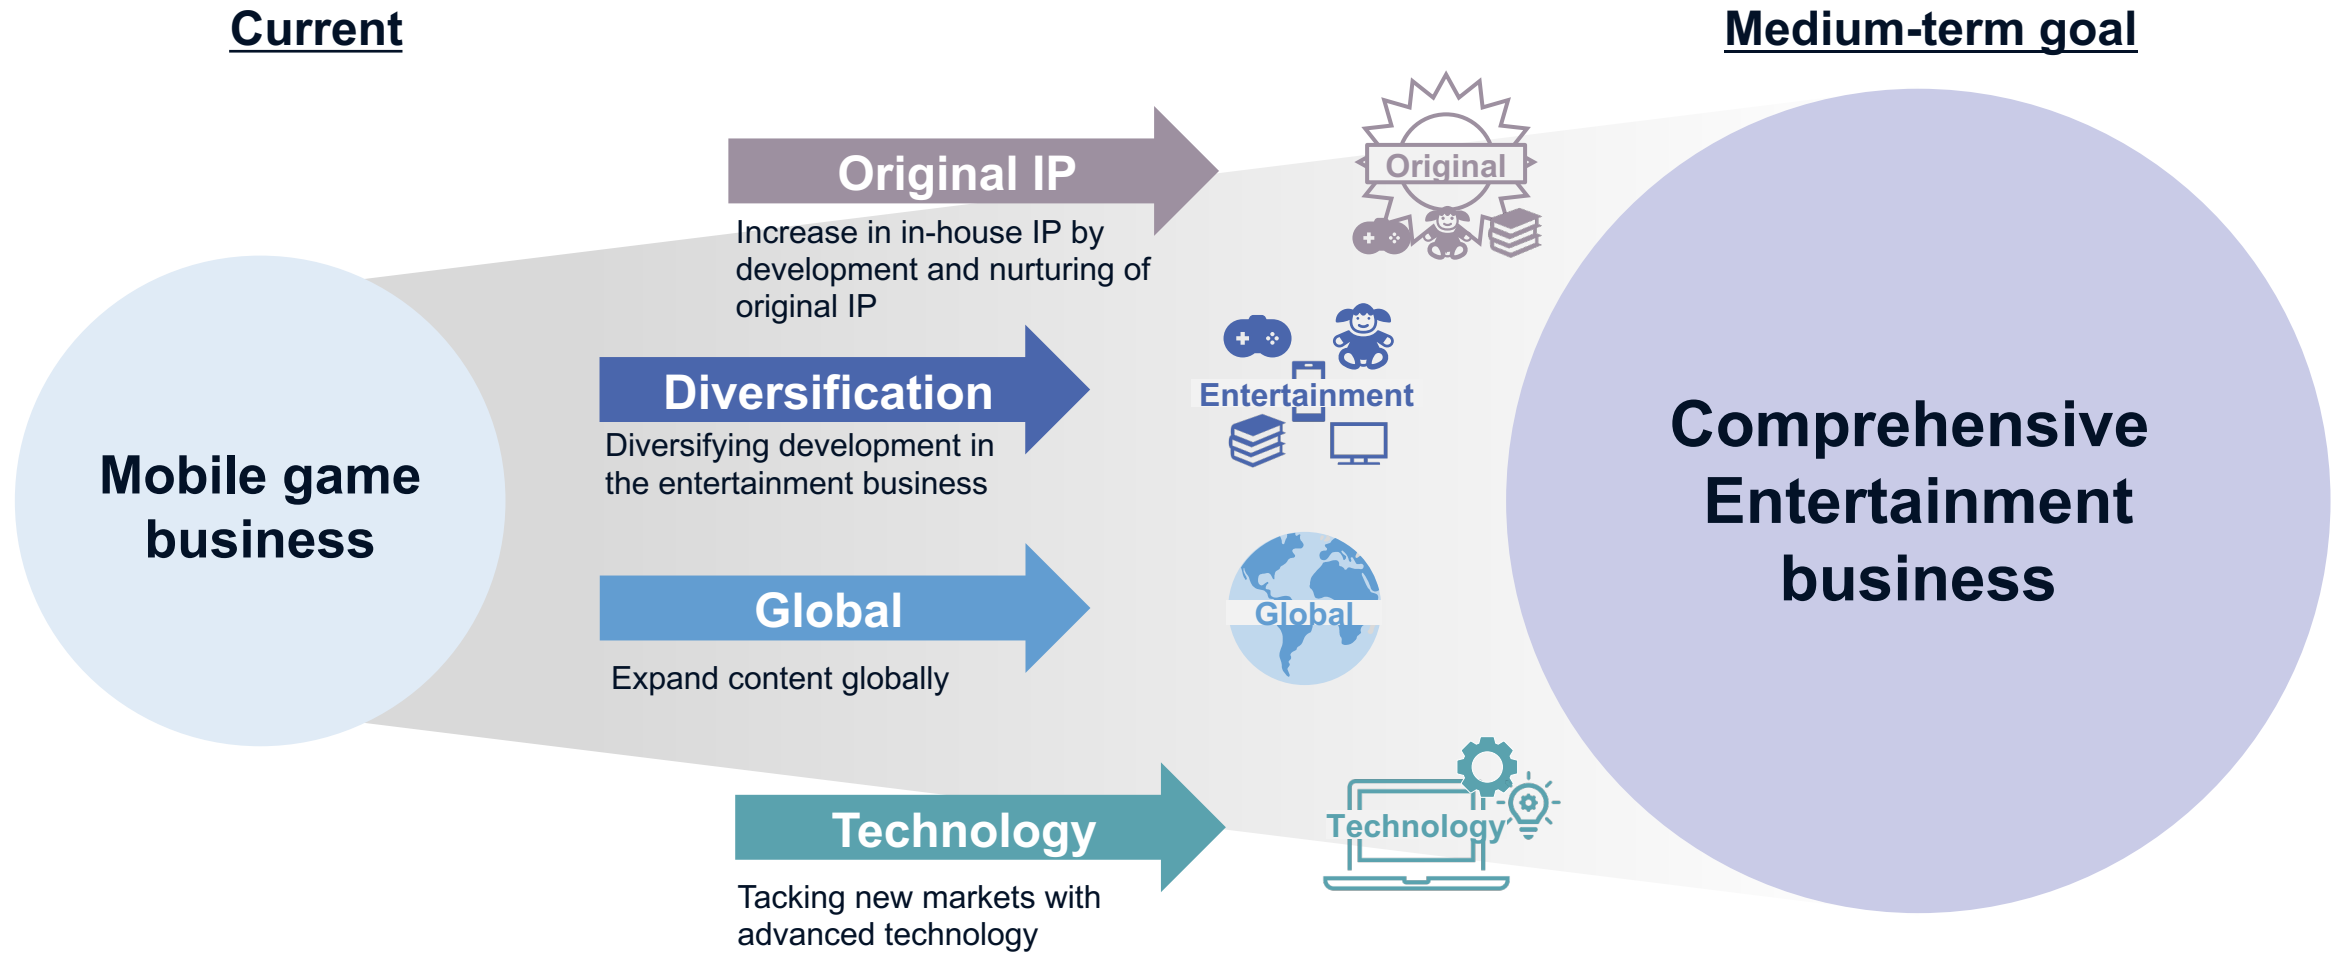 Current
Medium-term goal
Mobile game
business
Original IP
Increase in in-house IP by
development and nurturing of
original IP
Original
Diversification
Diversifying development in
the entertainment business
Entertainment
Global
Expand content globally
Global
Technology
Tacking new markets with
advanced technology
Technology
Comprehensive
Entertainment
business